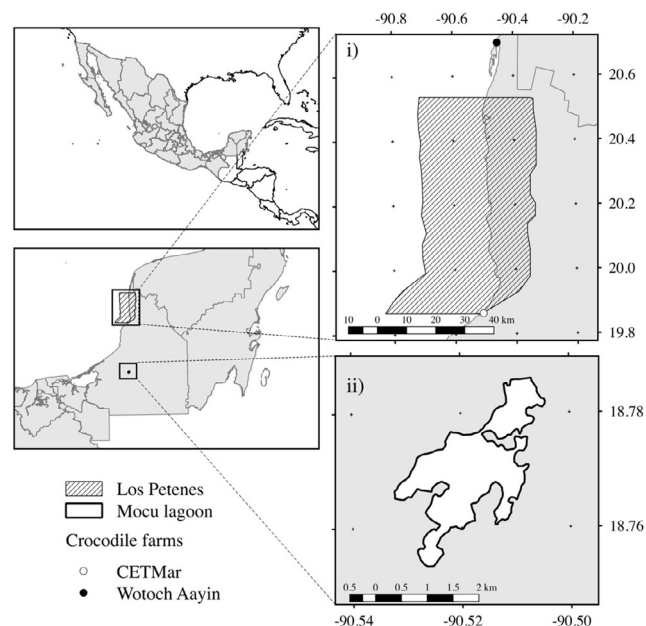 -90.8 -90.6 -90.4 -90.2
i)
20.6
20.4
20.2
20.0
19.8
10 0 10 20 30 40 km
ii)
18.78
18.76
0.5 0 0.5 1 1.5 2 km
-90.54 -90.52 -90.50
Los Petenes
Mocu lagoon
Crocodile farms
CETMar
Wotoch Aayin